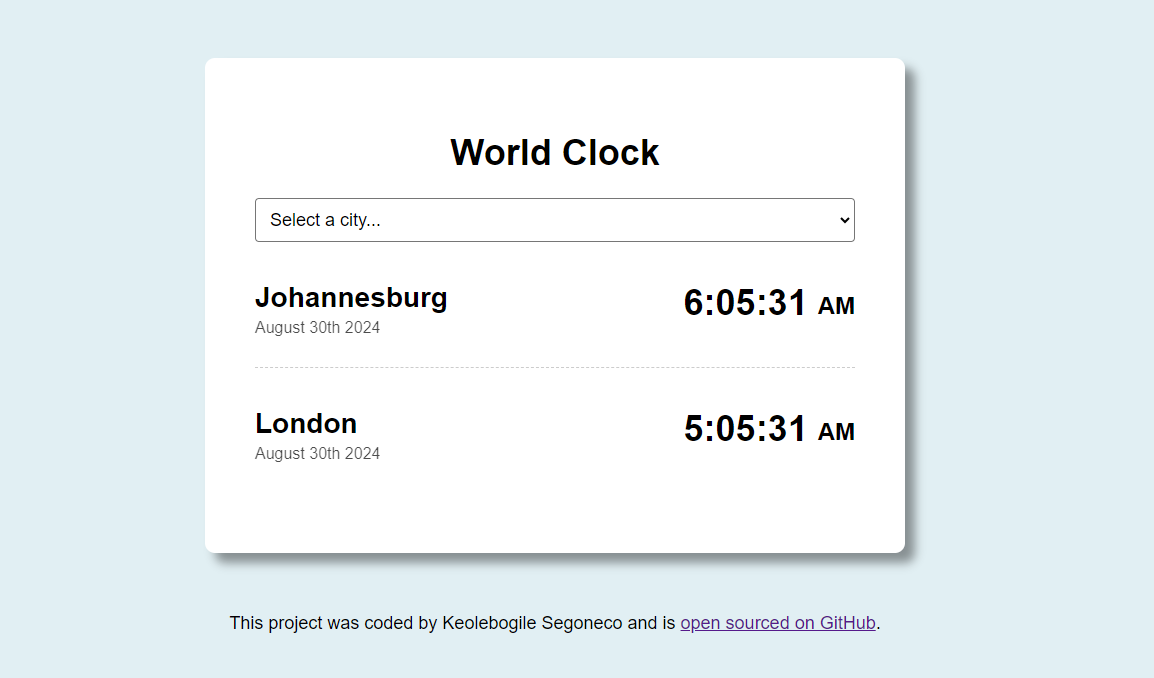 World Clock
Select a city...
Johannesburg
6:05:31 AM
August 30th 2024
London
5:05:31 AM
August 30th 2024
This project was coded by Keolebogile Segoneco and is open sourced on GitHub.